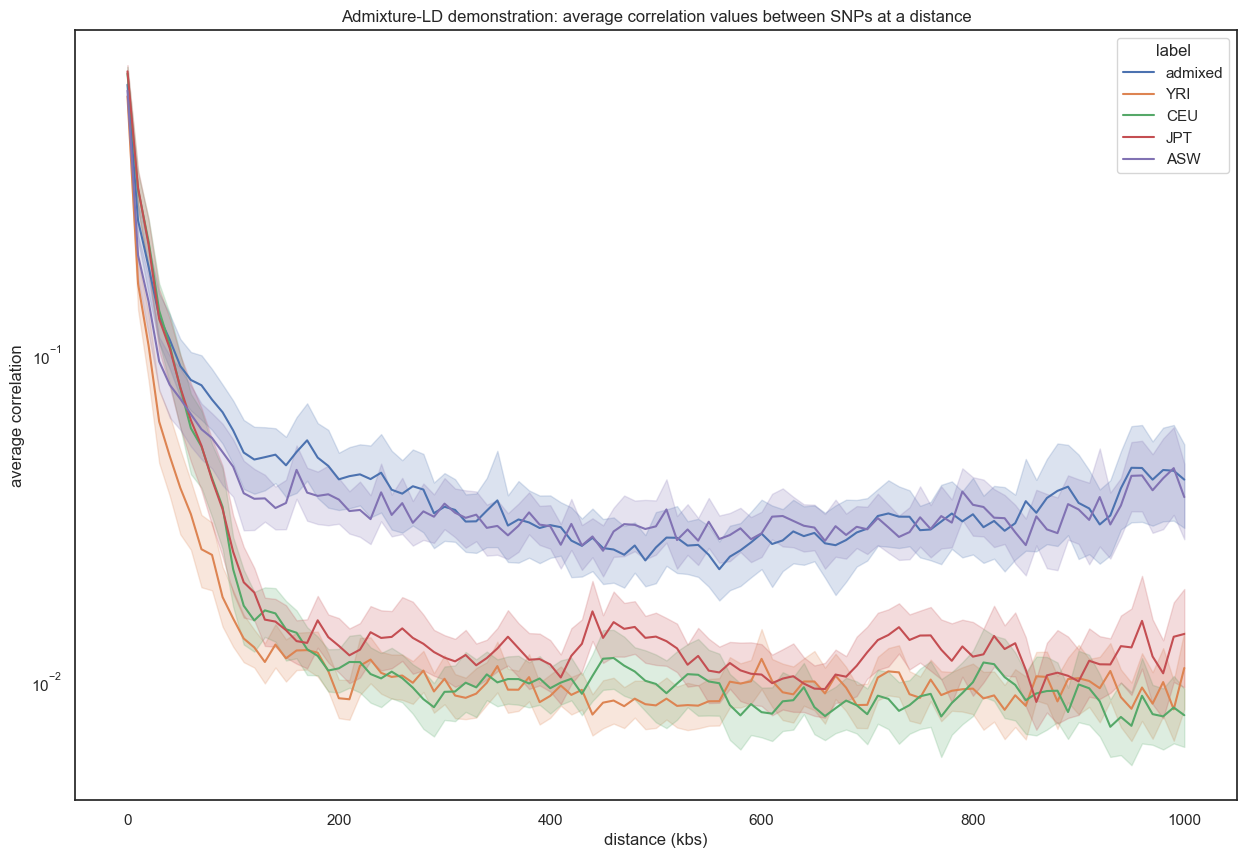 Admixture-LD demonstration: average correlation values between SNPs at a distance
label
admixed
YRI
CEU
JPT
ASW
average correlation
10⁻¹
10⁻²
0 200 400 600 800 1000
distance (kbs)